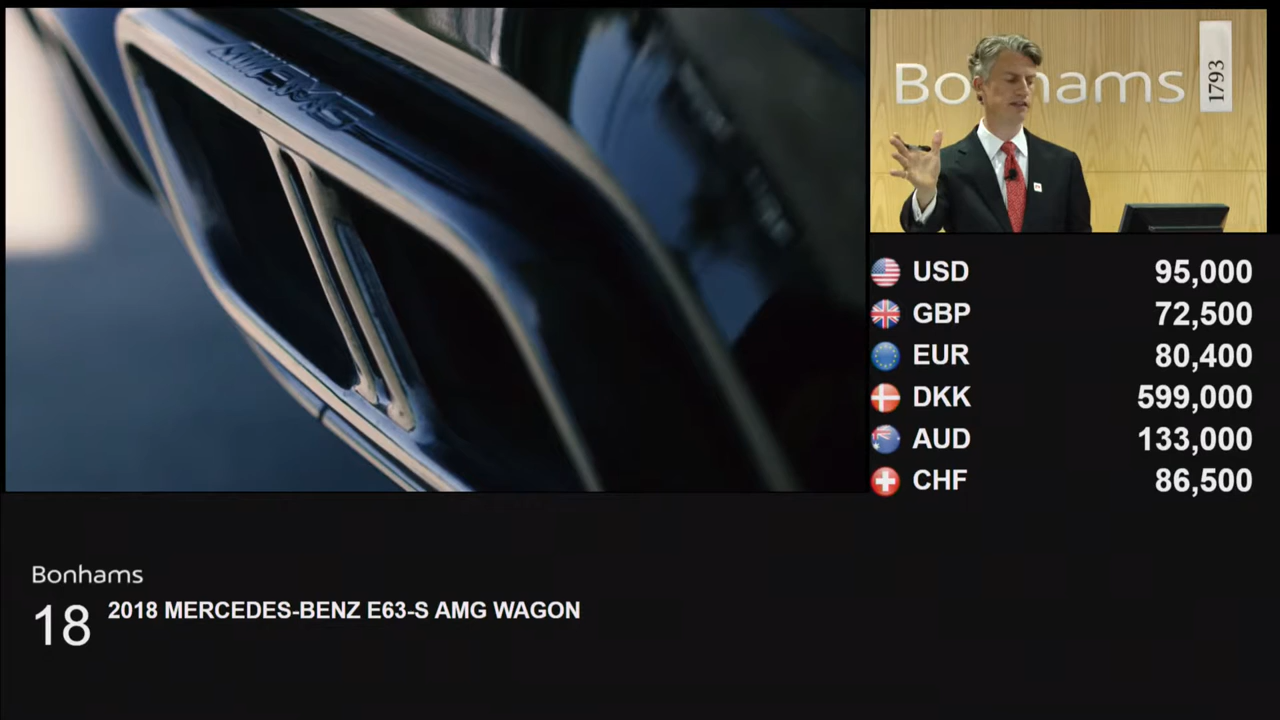 AMG
Bonhams
1793
USD 95,000
GBP 72,500
EUR 80,400
DKK 599,000
AUD 133,000
CHF 86,500
Bonhams
18 2018 MERCEDES-BENZ E63-S AMG WAGON